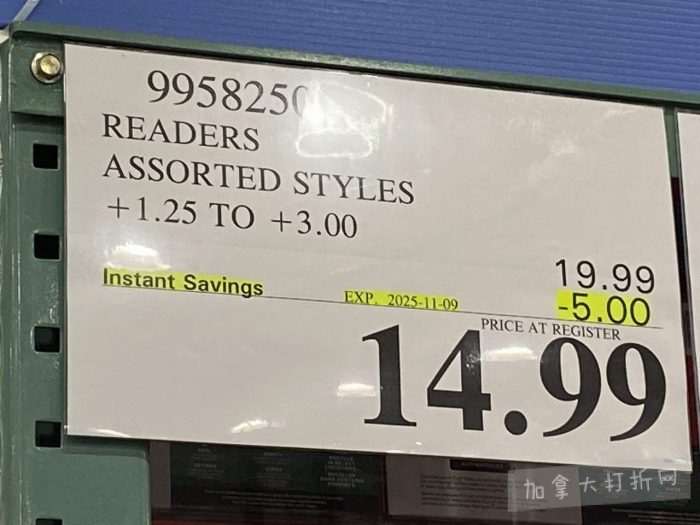 9958250
READERS
ASSORTED STYLES
+1.25 TO +3.00
19.99
Instant Savings EXP. 2025-11-09 -5.00
PRICE AT REGISTER
14.99
加拿大打折网